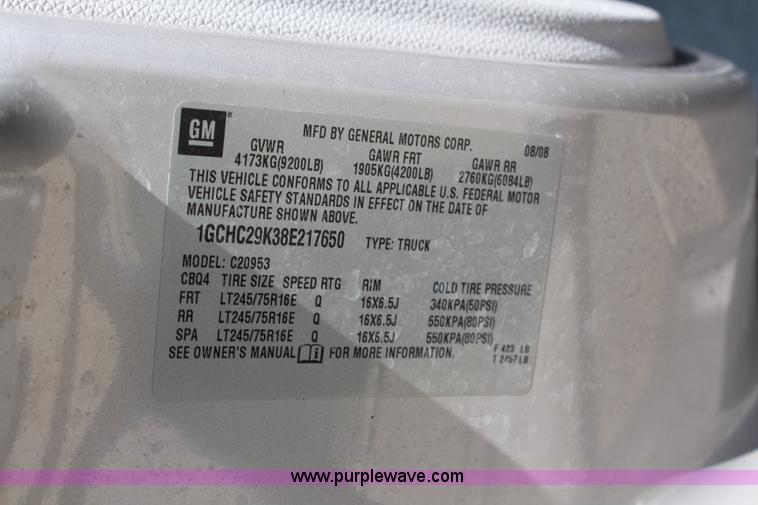 GM ®
MFD BY GENERAL MOTORS CORP. 08/08
GVWR GAWR FRT GAWR RR
4173KG(9200LB) 1905KG(4200LB) 2760KG(6084LB)
THIS VEHICLE CONFORMS TO ALL APPLICABLE U.S. FEDERAL MOTOR
VEHICLE SAFETY STANDARDS IN EFFECT ON THE DATE OF
MANUFACTURE SHOWN ABOVE.
1GCHC29K38E217650 TYPE: TRUCK
MODEL: C20953
CBQ4 TIRE SIZE SPEED RTG RIM COLD TIRE PRESSURE
FRT LT245/75R16E Q 16X6.5J 340KPA(50PSI)
RR LT245/75R16E Q 16X6.5J 550KPA(80PSI)
SPA LT245/75R16E Q 16X6.5J 550KPA(80PSI)
SEE OWNER'S MANUAL i FOR MORE INFORMATION.
F 423 LB
T LB
www.purplewave.com